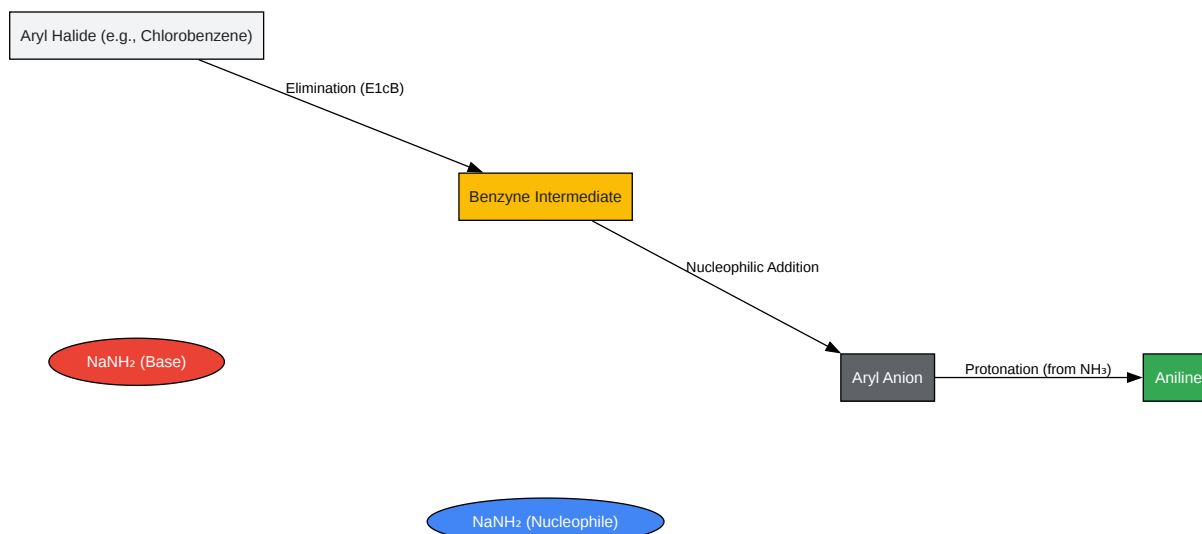 Aryl Halide (e.g., Chlorobenzene)
Elimination (E1cB)
Benzyne Intermediate
Nucleophilic Addition
NaNH₂ (Base)
Aryl Anion
Protonation (from NH₃)
Aniline
NaNH₂ (Nucleophile)